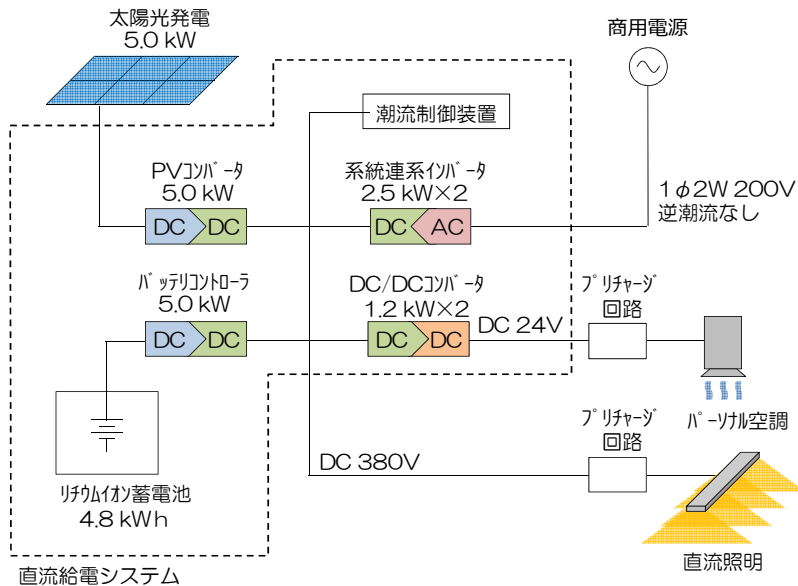 太陽光発電
5.0 kW
商用電源
潮流制御装置
PVｺﾝﾊﾞｰﾀ
5.0 kW
系統連系ｲﾝﾊﾞｰﾀ
2.5 kW×2
1φ2W 200V
逆潮流なし
DC DC
DC AC
ﾊﾞｯﾃﾘｺﾝﾄﾛｰﾗ
5.0 kW
DC/DCｺﾝﾊﾞｰﾀ
1.2 kW×2
ﾌﾟﾘﾁｬｰｼﾞ
回路
DC 24V
DC DC
DC DC
ﾊﾟｰｿﾅﾙ空調
ﾌﾟﾘﾁｬｰｼﾞ
回路
DC 380V
ﾘﾁｳﾑｲｵﾝ蓄電池
4.8 kWh
直流照明
直流給電システム